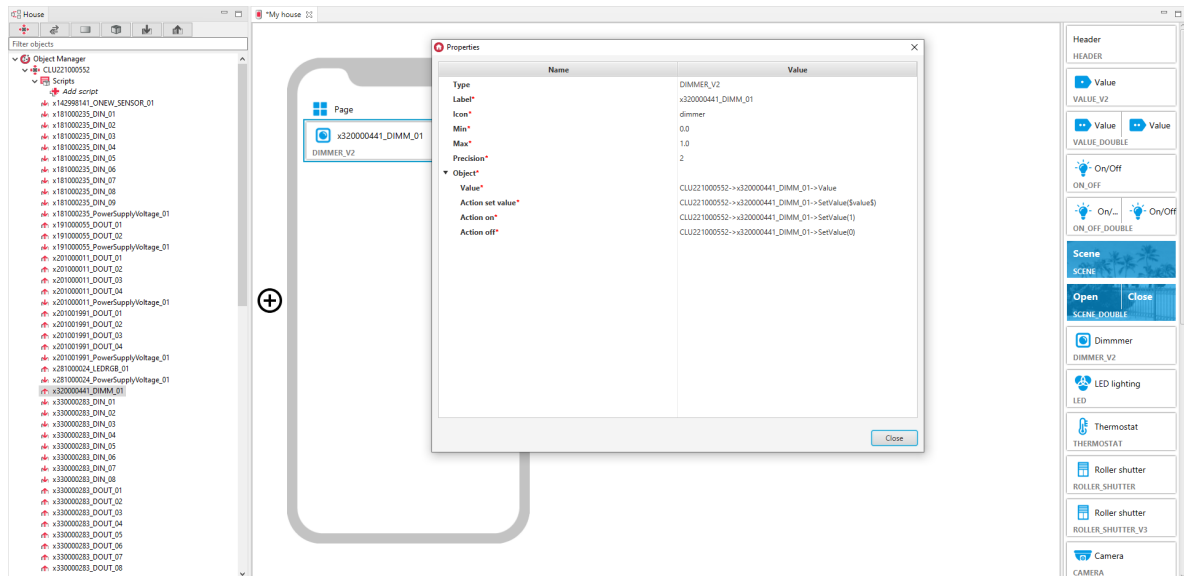 House
*My house
Filter objects
Object Manager
CLU221000552
Scripts
Add script
x142998141_ONEW_SENSOR_01
x181000235_DIN_01
x181000235_DIN_02
x181000235_DIN_03
x181000235_DIN_04
x181000235_DIN_05
x181000235_DIN_06
x181000235_DIN_07
x181000235_DIN_08
x181000235_DIN_09
x181000235_PowerSupplyVoltage_01
x191000055_DOUT_01
x191000055_DOUT_02
x191000055_PowerSupplyVoltage_01
x201000011_DOUT_01
x201000011_DOUT_02
x201000011_DOUT_03
x201000011_DOUT_04
x201000011_PowerSupplyVoltage_01
x201001991_DOUT_01
x201001991_DOUT_02
x201001991_DOUT_03
x201001991_DOUT_04
x201001991_PowerSupplyVoltage_01
x281000024_LEDRGB_01
x281000024_PowerSupplyVoltage_01
x320000441_DIMM_01
x330000283_DIN_01
x330000283_DIN_02
x330000283_DIN_03
x330000283_DIN_04
x330000283_DIN_05
x330000283_DIN_06
x330000283_DIN_07
x330000283_DIN_08
x330000283_DOUT_01
x330000283_DOUT_02
x330000283_DOUT_03
x330000283_DOUT_04
x330000283_DOUT_05
x330000283_DOUT_06
x330000283_DOUT_07
x330000283_DOUT_08
Page
x320000441_DIMM_01
DIMMER_V2
Properties
Name Value
Type DIMMER_V2
Label* x320000441_DIMM_01
Icon* dimmer
Min* 0.0
Max* 1.0
Precision* 2
Object*
Value* CLU221000552->x320000441_DIMM_01->Value
Action set value* CLU221000552->x320000441_DIMM_01->SetValue($value$)
Action on* CLU221000552->x320000441_DIMM_01->SetValue(1)
Action off* CLU221000552->x320000441_DIMM_01->SetValue(0)
Close
Header
HEADER
Value
VALUE_V2
Value Value
VALUE_DOUBLE
On/Off
ON_OFF
On/... On/Off
ON_OFF_DOUBLE
Scene
SCENE
Open Close
SCENE_DOUBLE
Dimmmer
DIMMER_V2
LED lighting
LED
Thermostat
THERMOSTAT
Roller shutter
ROLLER_SHUTTER
Roller shutter
ROLLER_SHUTTER_V3
Camera
CAMERA